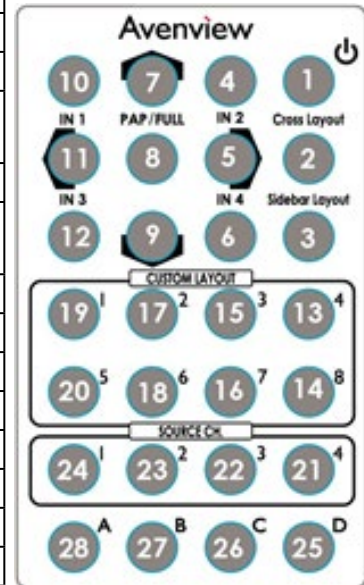 Avenview
10 7 4 1
IN 1 PAP/FULL IN 2 Cross Layout
11 8 5 2
IN 3 IN 4 Sidebar Layout
12 9 6 3
CUSTOM LAYOUT
19 1 17 2 15 3 13 4
20 5 18 6 16 7 14 8
SOURCE CH.
24 1 23 2 22 3 21 4
28 A 27 B 26 C 25 D